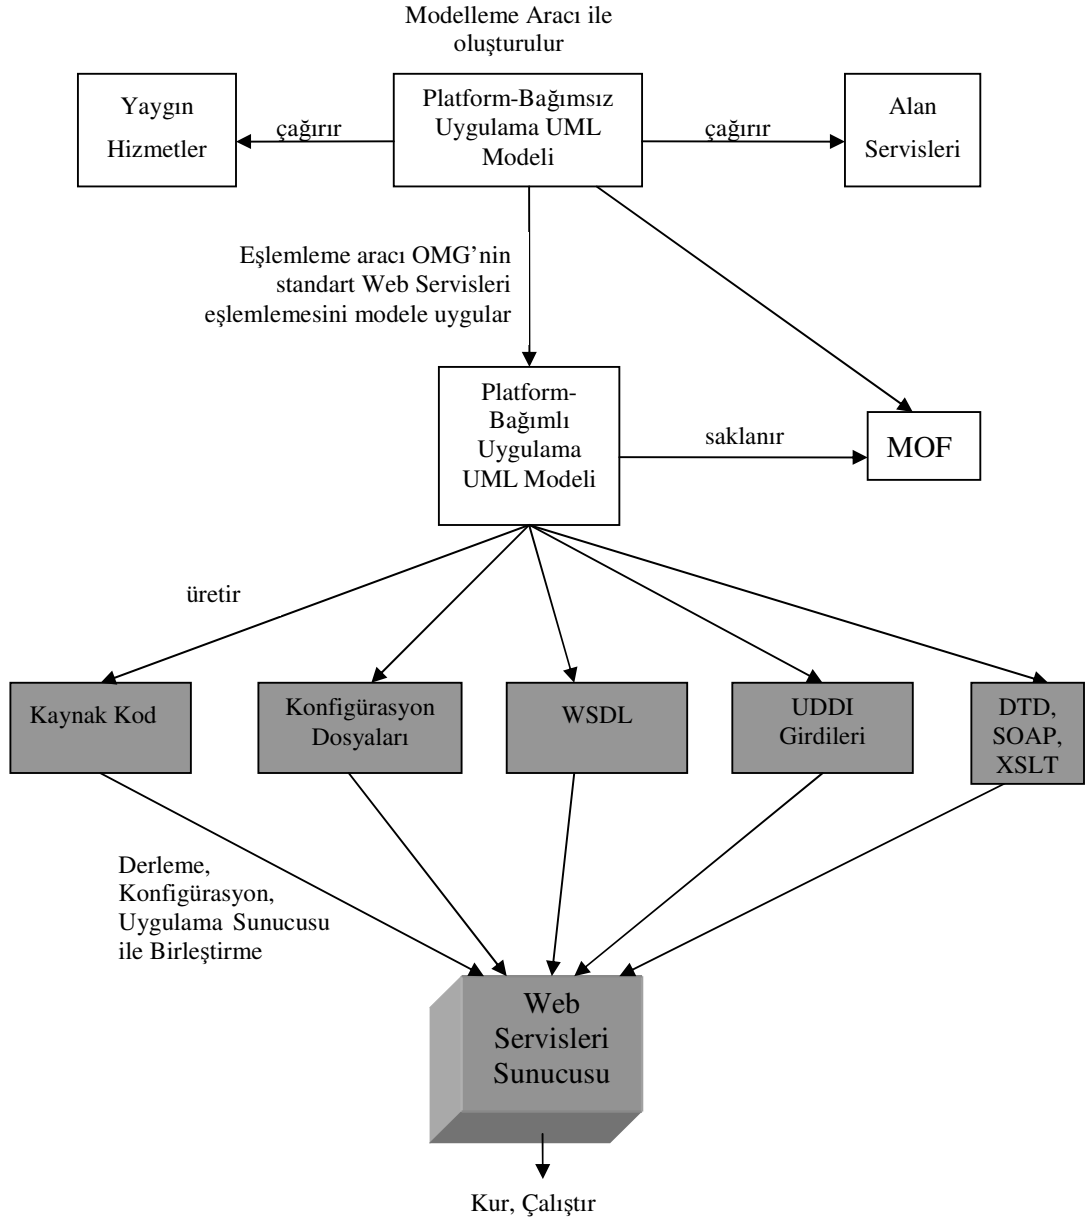 Modelleme Aracı ile
oluşturulur
Yaygın
Hizmetler
çağırır
Platform-Bağımsız
Uygulama UML
Modeli
çağırır
Alan
Servisleri
Eşlemleme aracı OMG’nin
standart Web Servisleri
eşlemlemesini modele uygular
Platform-
Bağımlı
Uygulama
UML Modeli
saklanır
MOF
üretir
Kaynak Kod
Konfigürasyon
Dosyaları
WSDL
UDDI
Girdileri
DTD,
SOAP,
XSLT
Derleme,
Konfigürasyon,
Uygulama Sunucusu
ile Birleştirme
Web
Servisleri
Sunucusu
Kur, Çalıştır